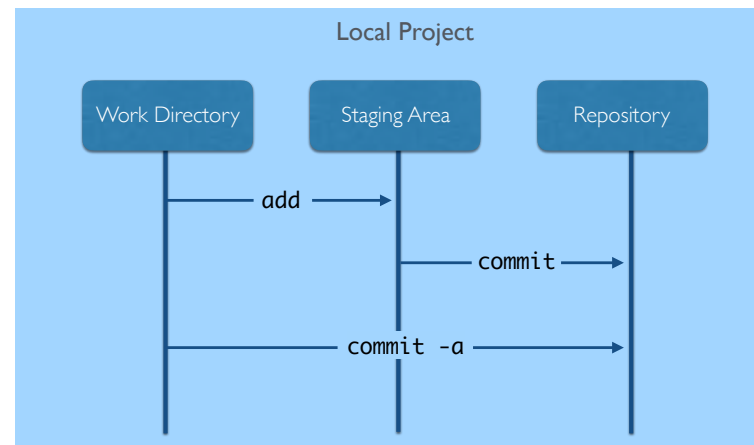 Local Project
Work Directory
Staging Area
Repository
add
commit
commit -a